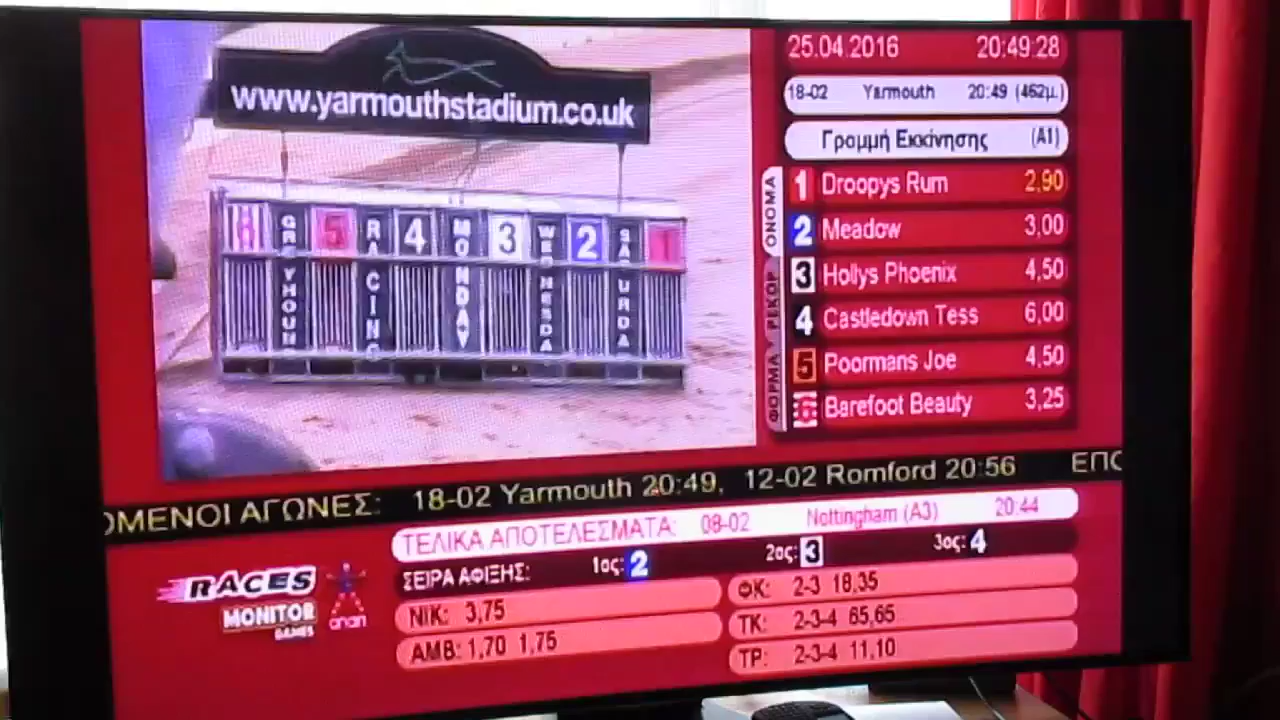 www.yarmouthstadium.co.uk
5 4 3 2 1
RACING
MONDAY
25.04.2016 20:49:28
18-02 Yarmouth 20:49 (462μ.)
Γραμμή Εκκίνησης (A1)
ΟΝΟΜΑ
ΡΕΚΟΡ
ΦΟΡΜΑ
1 Droopys Rum 2,90
2 Meadow 3,00
3 Hollys Phoenix 4,50
4 Castledown Tess 6,00
5 Poormans Joe 4,50
6 Barefoot Beauty 3,25
ΟΜΕΝΟΙ ΑΓΩΝΕΣ: 18-02 Yarmouth 20:49, 12-02 Romford 20:56 ΕΠΟ
ΤΕΛΙΚΑ ΑΠΟΤΕΛΕΣΜΑΤΑ: 08-02 Nottingham (A3) 20:44
ΣΕΙΡΑ ΑΦΙΞΗΣ: 1ος: 2 2ος: 3 3ος: 4
ΝΙΚ: 3,75
ΑΜΒ: 1,70 1,75
ΦΚ: 2-3 18,35
ΤΚ: 2-3-4 65,65
ΤΡ: 2-3-4 11,10
RACES
MONITOR
GAMES
οπαπ